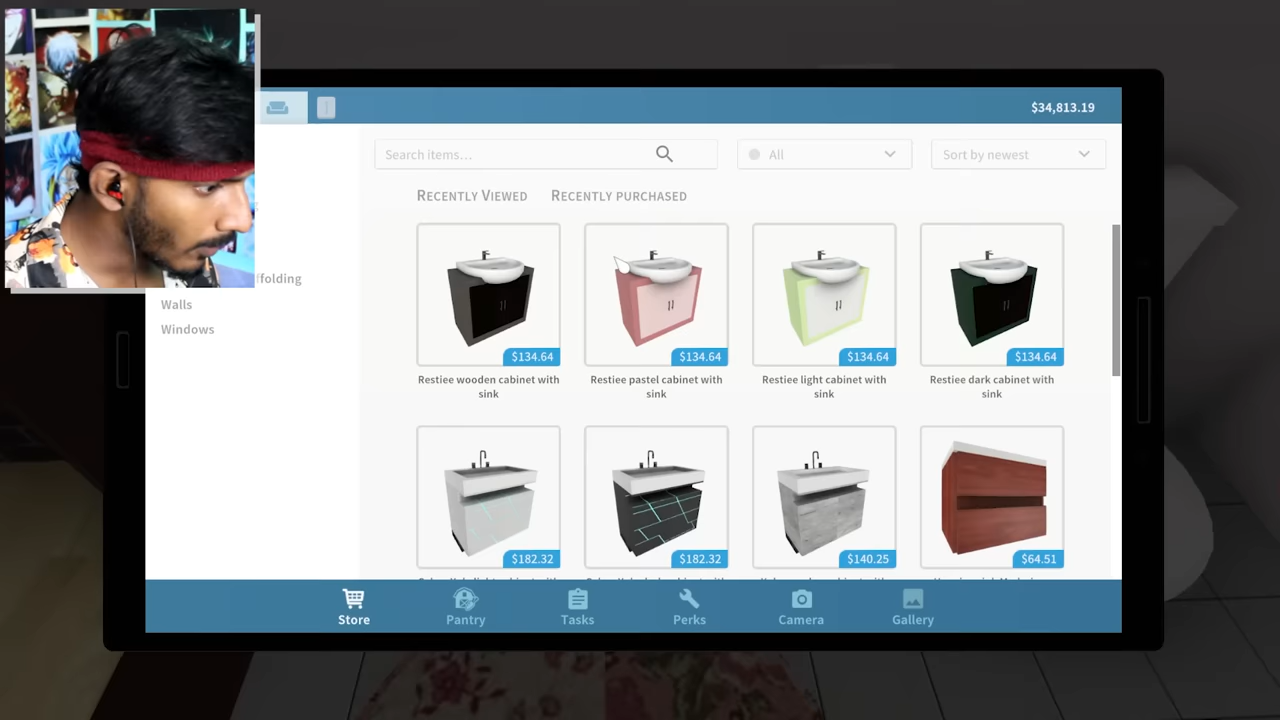 $34,813.19
Search items...
All
Sort by newest
RECENTLY VIEWED
RECENTLY PURCHASED
ffolding
Walls
Windows
$134.64
$134.64
$134.64
$134.64
Restiee wooden cabinet with
sink
Restiee pastel cabinet with
sink
Restiee light cabinet with
sink
Restiee dark cabinet with
sink
$182.32
$182.32
$140.25
$64.51
Store
Pantry
Tasks
Perks
Camera
Gallery